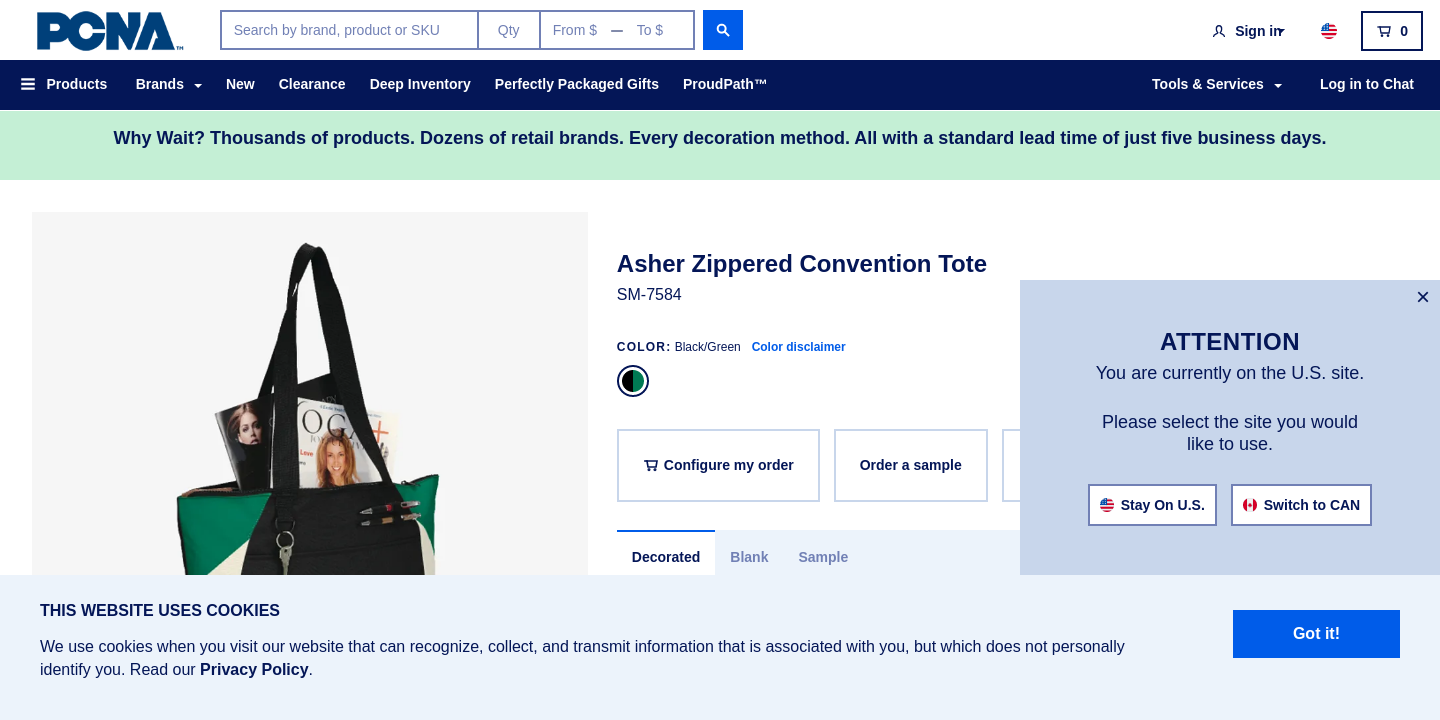 PCNA™
Search by brand, product or SKU
Qty
From $
—
To $
Sign in
0
Products
Brands
New
Clearance
Deep Inventory
Perfectly Packaged Gifts
ProudPath™
Tools & Services
Log in to Chat
Why Wait? Thousands of products. Dozens of retail brands. Every decoration method. All with a standard lead time of just five business days.
Asher Zippered Convention Tote
SM-7584
COLOR: Black/Green Color disclaimer
Configure my order
Order a sample
Decorated
Blank
Sample
×
ATTENTION
You are currently on the U.S. site.
Please select the site you would
like to use.
Stay On U.S.
Switch to CAN
THIS WEBSITE USES COOKIES
We use cookies when you visit our website that can recognize, collect, and transmit information that is associated with you, but which does not personally
identify you. Read our Privacy Policy.
Got it!